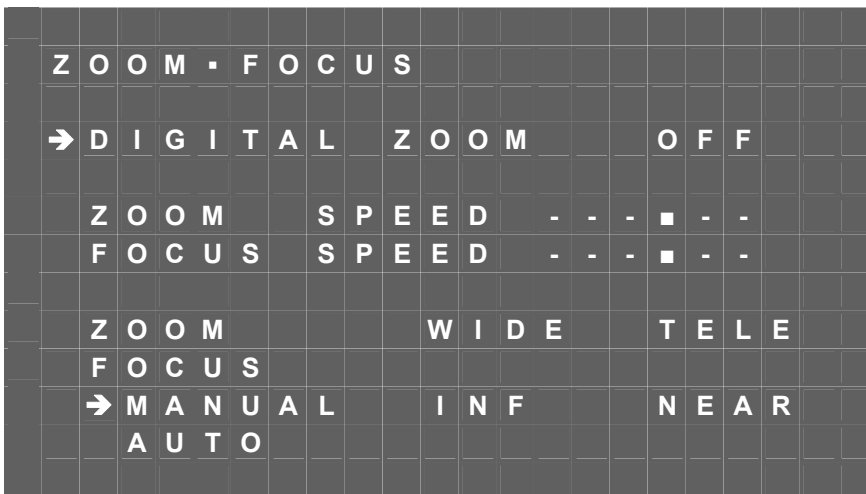 ZOOM▪FOCUS
➔DIGITAL ZOOM OFF
ZOOM SPEED - - - ■ - -
FOCUS SPEED - - - ■ - -
ZOOM WIDE TELE
FOCUS
➔MANUAL INF NEAR
AUTO